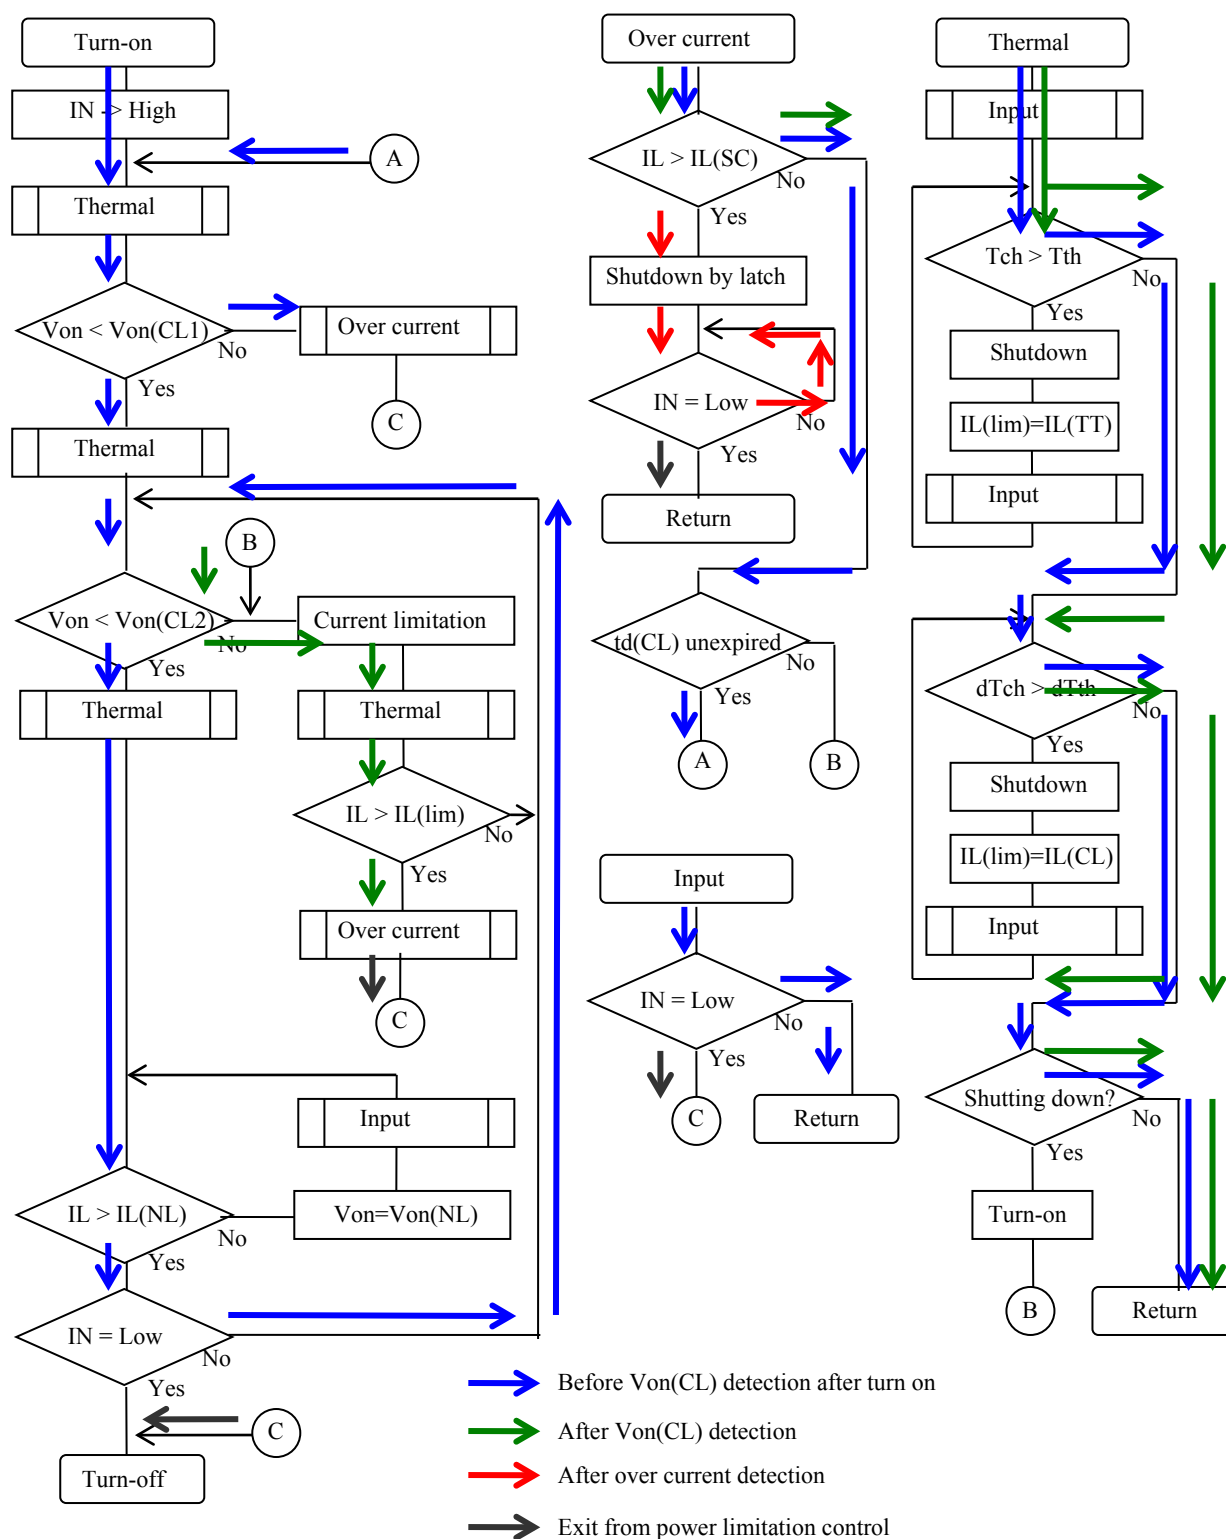 Turn-on
IN -> High
A
Thermal
Von < Von(CL1)
No
Yes
Over current
C
Thermal
B
Von < Von(CL2)
No
Yes
Current limitation
Thermal
Thermal
IL > IL(lim)
No
Yes
Over current
C
Input
Von=Von(NL)
IL > IL(NL)
No
Yes
IN = Low
No
Yes
C
Turn-off
Over current
IL > IL(SC)
No
Yes
Shutdown by latch
IN = Low
No
Yes
Return
td(CL) unexpired
No
Yes
A
B
Input
IN = Low
No
Yes
C
Return
Thermal
Input
Tch > Tth
No
Yes
Shutdown
IL(lim)=IL(TT)
Input
dTch > dTth
No
Yes
Shutdown
IL(lim)=IL(CL)
Input
Shutting down?
No
Yes
Turn-on
B
Return
Before Von(CL) detection after turn on
After Von(CL) detection
After over current detection
Exit from power limitation control